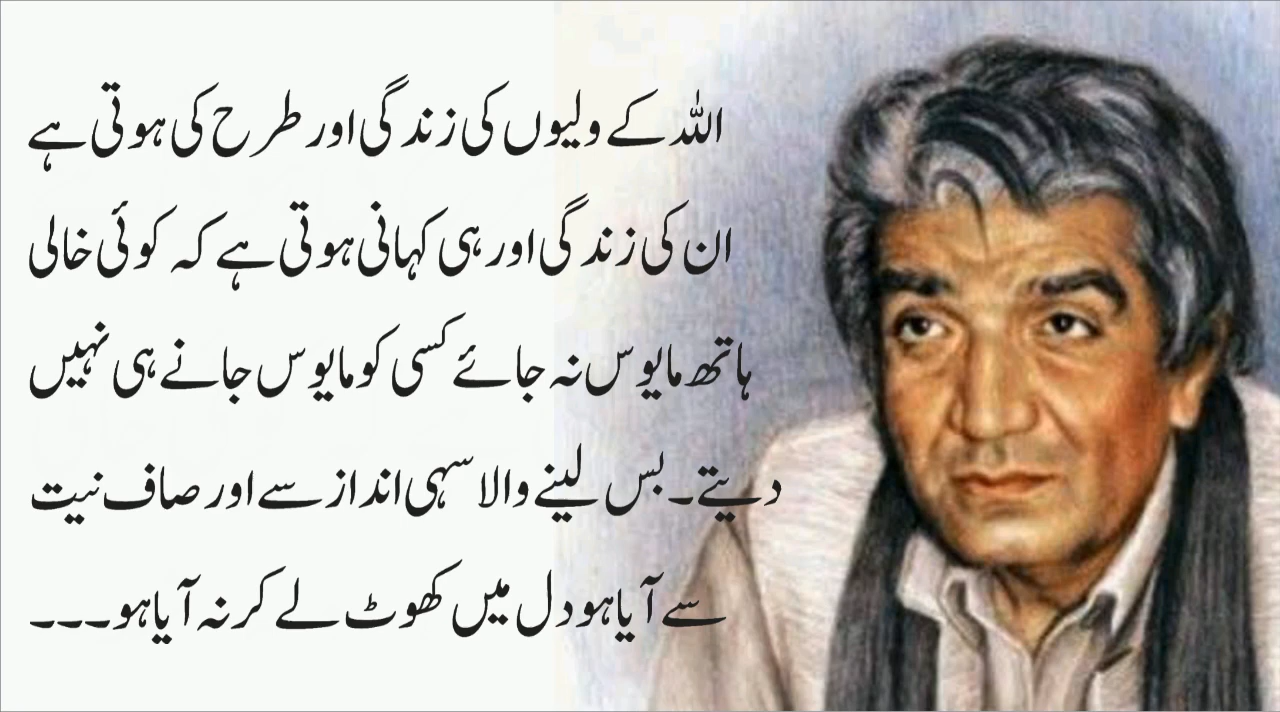 اللہ کے ولیوں کی زندگی اور طرح کی ہوتی ہے
ان کی زندگی اور ہی کہانی ہوتی ہے کہ کوئی خالی
ہاتھ مایوس نہ جائے کسی کو مایوس جانے ہی نہیں
دیتے۔ بس لینے والا سہی انداز سے اور صاف نیت
سے آیا ہو دل میں کھوٹ لے کر نہ آیا ہو۔۔۔